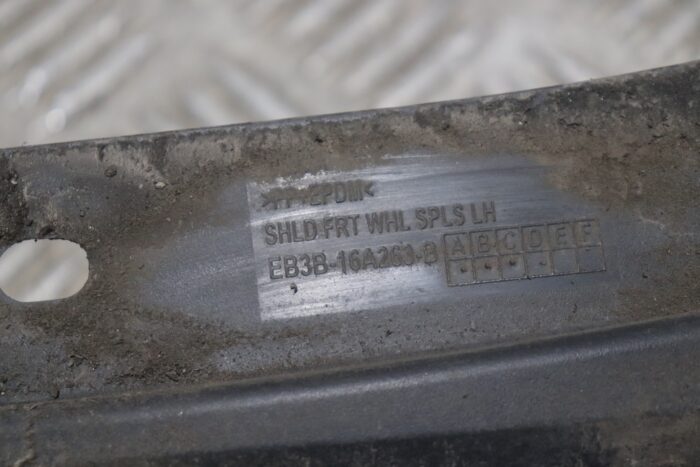 >PP+EPDM<
SHLD.FRT WHL SPLS LH
EB3B-16A263-B A B C D E F